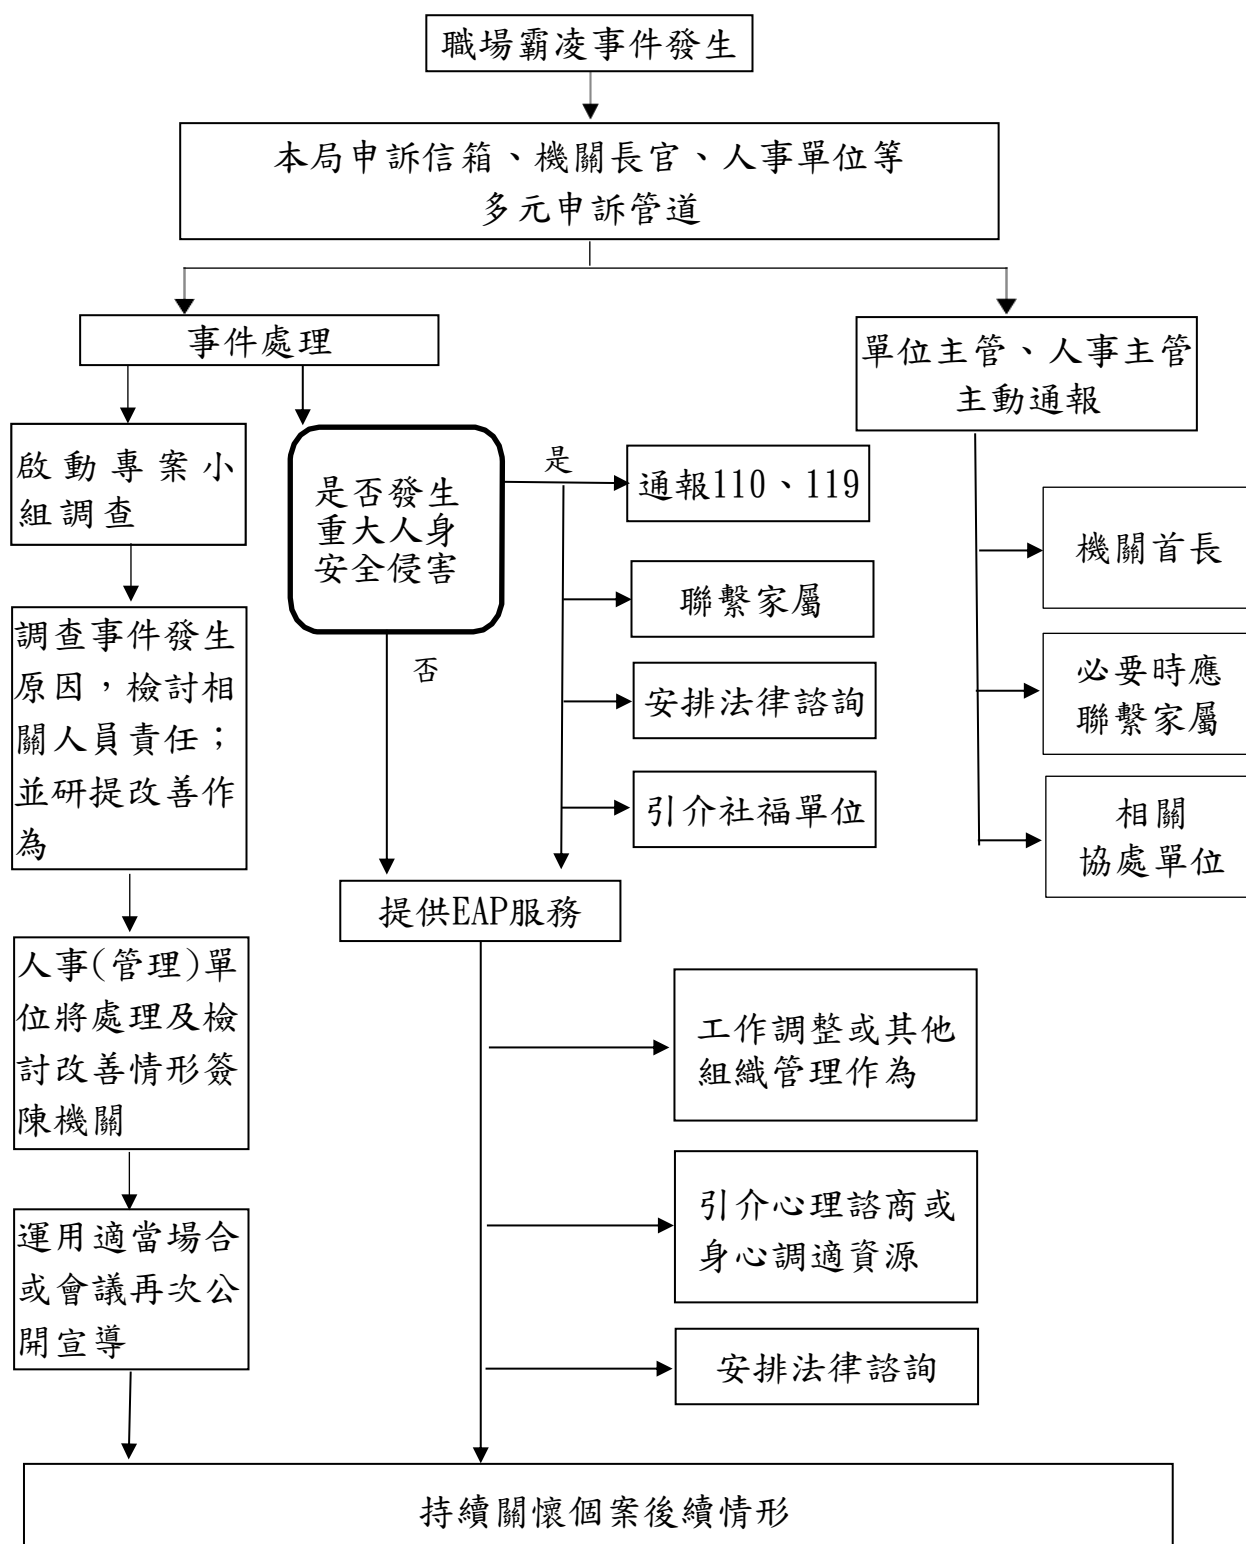 職場霸凌事件發生
本局申訴信箱、機關長官、人事單位等
多元申訴管道
事件處理
單位主管、人事主管
主動通報
啟動專案小
組調查
是否發生
重大人身
安全侵害
是
否
通報110、119
聯繫家屬
安排法律諮詢
引介社福單位
機關首長
必要時應
聯繫家屬
相關
協處單位
調查事件發生
原因，檢討相
關人員責任；
並研提改善作
為
提供EAP服務
人事(管理)單
位將處理及檢
討改善情形簽
陳機關
工作調整或其他
組織管理作為
引介心理諮商或
身心調適資源
安排法律諮詢
運用適當場合
或會議再次公
開宣導
持續關懷個案後續情形